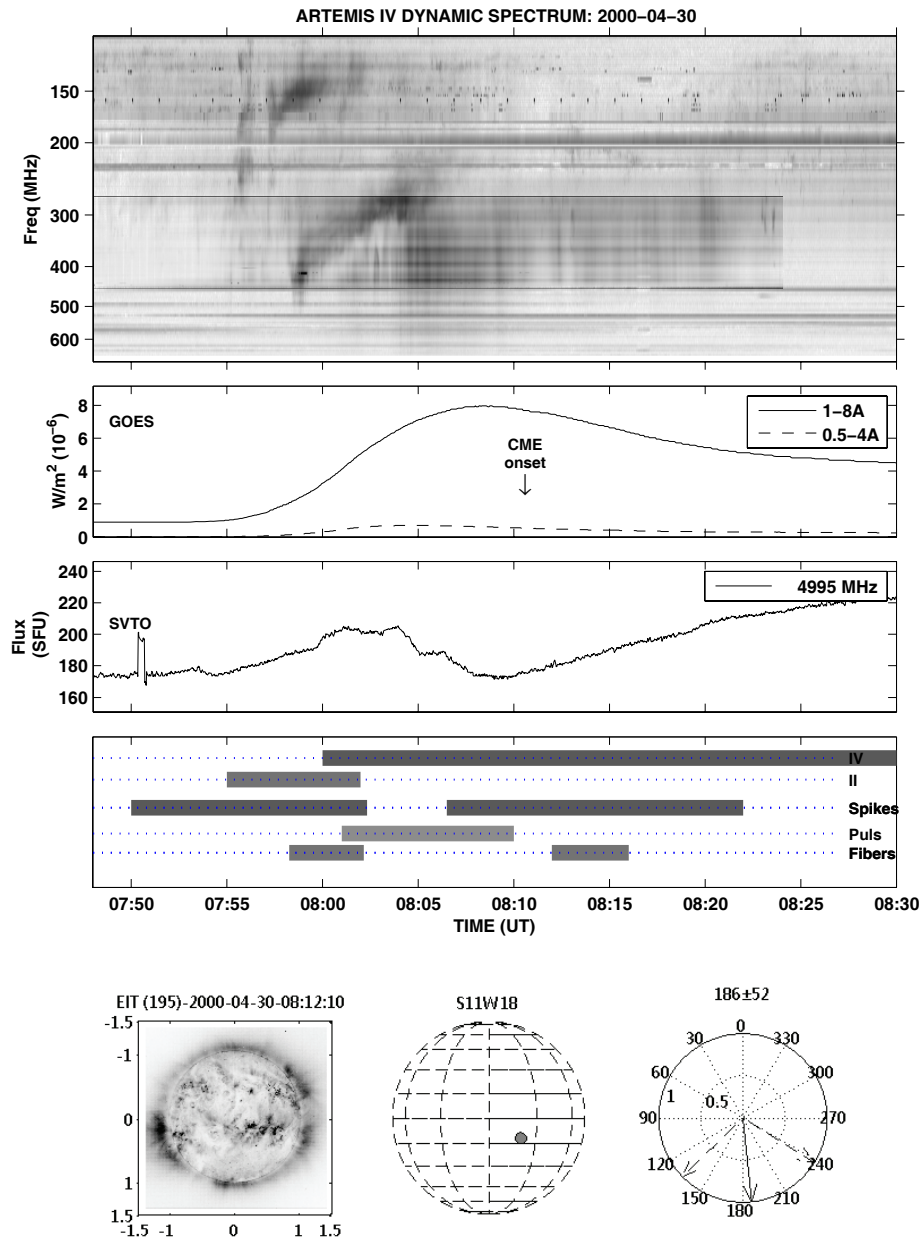 ARTEMIS IV DYNAMIC SPECTRUM: 2000−04−30
Freq (MHz)
150
200
300
400
500
600
GOES
W/m² (10⁻⁶)
8
6
4
2
0
1−8A
0.5−4A
CME
onset
SVTO
Flux
(SFU)
240
220
200
180
160
4995 MHz
IV
II
Spikes
Puls
Fibers
07:50 07:55 08:00 08:05 08:10 08:15 08:20 08:25 08:30
TIME (UT)
EIT (195)-2000-04-30-08:12:10
-1.5
-1
0
1
1.5
-1.5 -1 0 1 1.5
S11W18
186±52
0
30 330
60 300
1 0.5
90 270
120 240
150 210
180